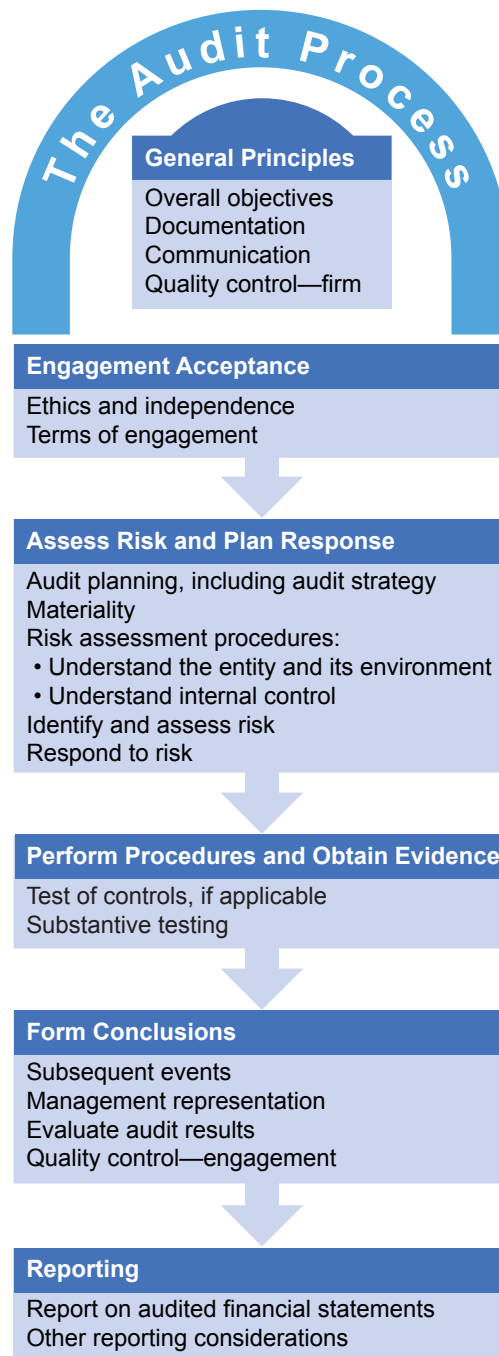 The Audit Process
General Principles
Overall objectives
Documentation
Communication
Quality control—firm
Engagement Acceptance
Ethics and independence
Terms of engagement
Assess Risk and Plan Response
Audit planning, including audit strategy
Materiality
Risk assessment procedures:
• Understand the entity and its environment
• Understand internal control
Identify and assess risk
Respond to risk
Perform Procedures and Obtain Evidence
Test of controls, if applicable
Substantive testing
Form Conclusions
Subsequent events
Management representation
Evaluate audit results
Quality control—engagement
Reporting
Report on audited financial statements
Other reporting considerations